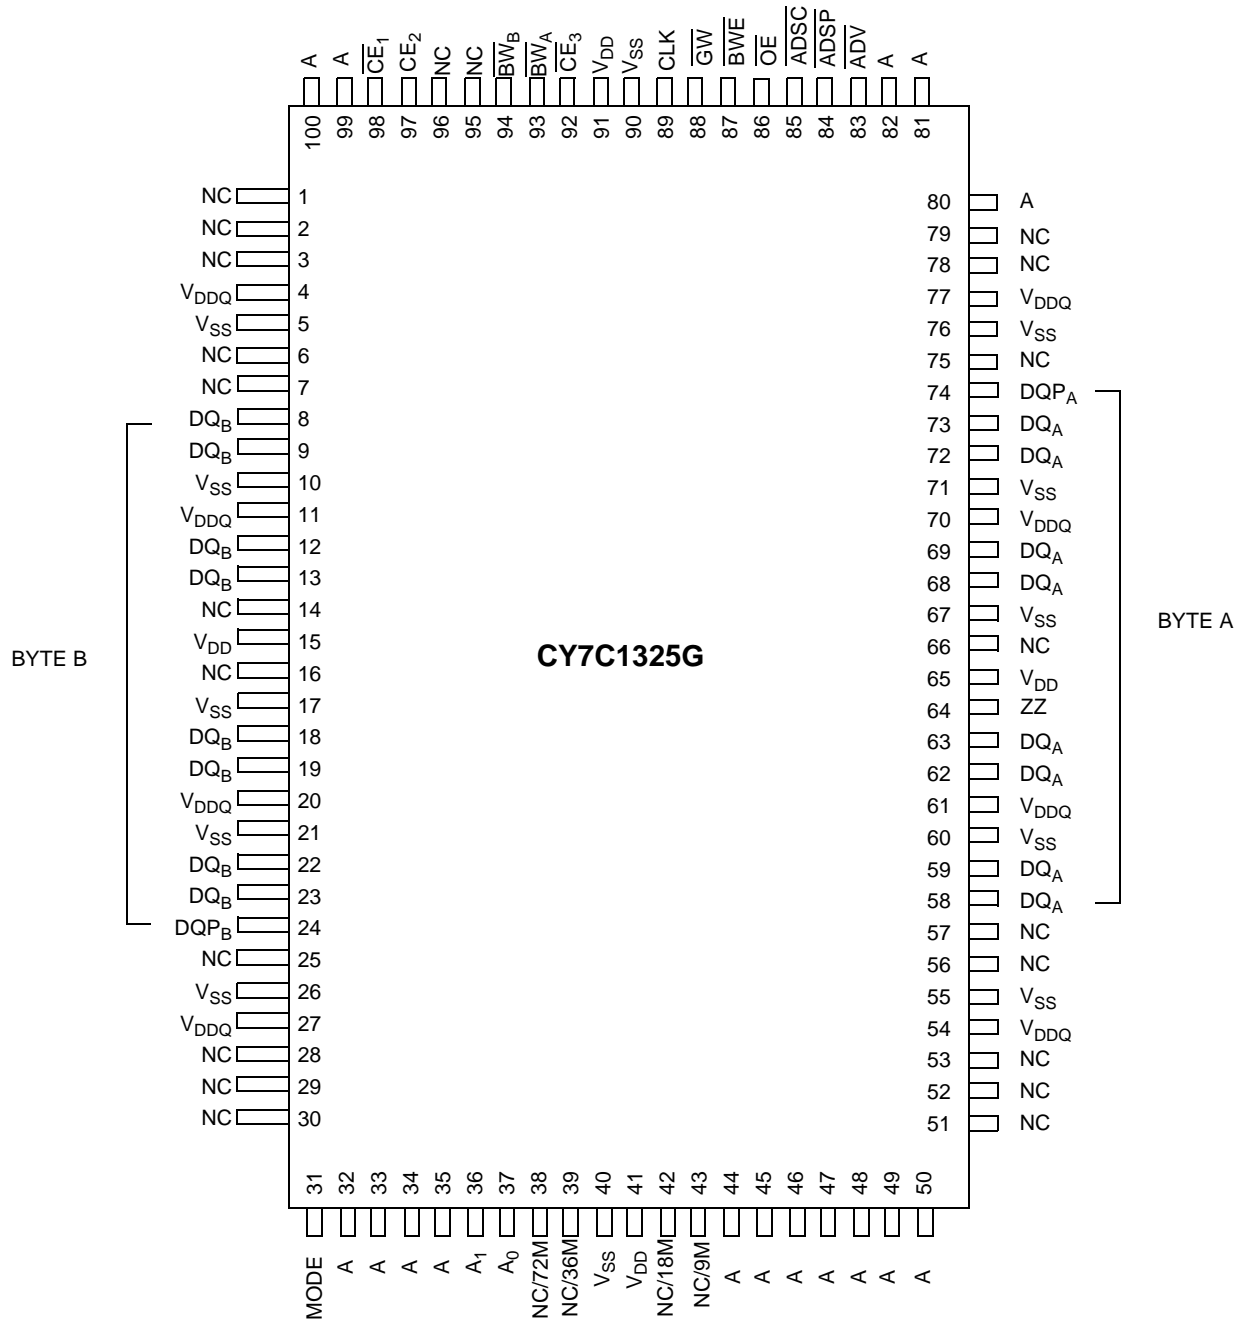 A A CE1 CE2 NC NC BWB BWA CE3 VDD VSS CLK GW BWE OE ADSC ADSP ADV A A
100 99 98 97 96 95 94 93 92 91 90 89 88 87 86 85 84 83 82 81
NC 1
NC 2
NC 3
VDDQ 4
VSS 5
NC 6
NC 7
DQB 8
DQB 9
VSS 10
VDDQ 11
DQB 12
DQB 13
NC 14
VDD 15
NC 16
VSS 17
DQB 18
DQB 19
VDDQ 20
VSS 21
DQB 22
DQB 23
DQPB 24
NC 25
VSS 26
VDDQ 27
NC 28
NC 29
NC 30
BYTE B
CY7C1325G
80 A
79 NC
78 NC
77 VDDQ
76 VSS
75 NC
74 DQPA
73 DQA
72 DQA
71 VSS
70 VDDQ
69 DQA
68 DQA
67 VSS
66 NC
65 VDD
64 ZZ
63 DQA
62 DQA
61 VDDQ
60 VSS
59 DQA
58 DQA
57 NC
56 NC
55 VSS
54 VDDQ
53 NC
52 NC
51 NC
BYTE A
31 32 33 34 35 36 37 38 39 40 41 42 43 44 45 46 47 48 49 50
MODE A A A A A1 A0 NC/72M NC/36M VSS VDD NC/18M NC/9M A A A A A A A